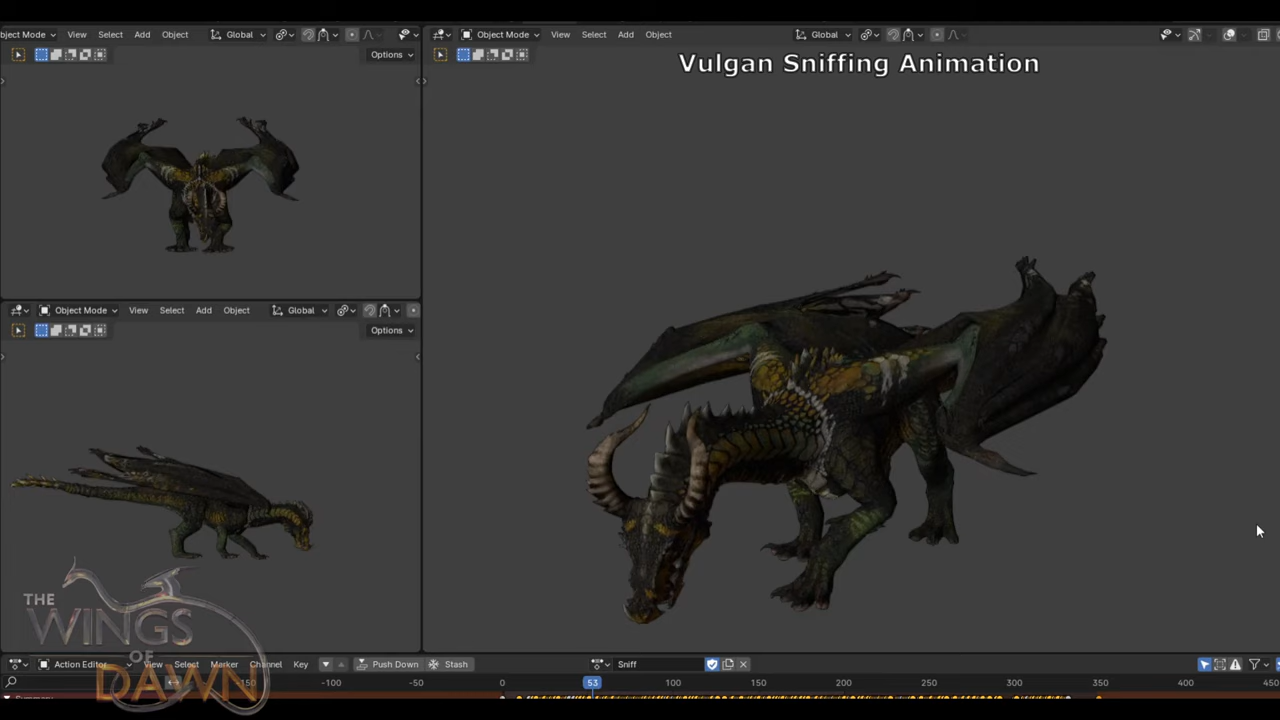 Object Mode View Select Add Object Global
Options
Object Mode View Select Add Object Global
Vulgan Sniffing Animation
Object Mode View Select Add Object Global
Options
THE
WINGS
OF
DAWN
Action Editor View Select Marker Channel Key Push Down Stash Sniff
-150 -100 -50 0 53 100 150 200 250 300 350 400 450
Summary